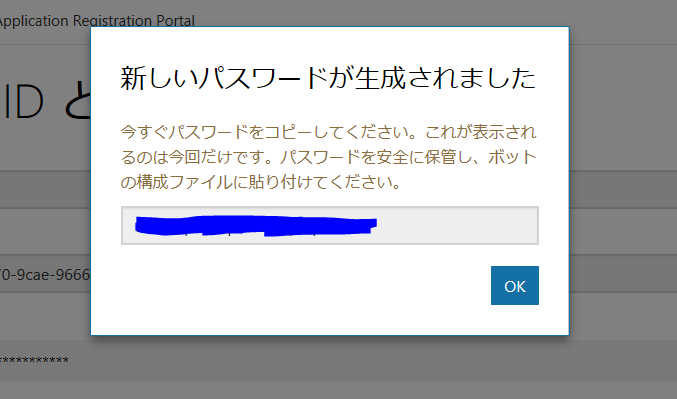 Application Registration Portal
ID と
新しいパスワードが生成されました
今すぐパスワードをコピーしてください。これが表示され
るのは今回だけです。パスワードを安全に保管し、ボット
の構成ファイルに貼り付けてください。
70-9cae-9666
OK
***********